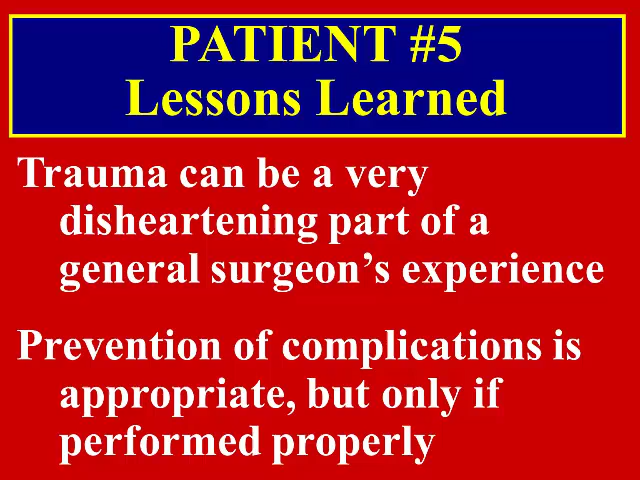 PATIENT #5
Lessons Learned
Trauma can be a very
disheartening part of a
general surgeon’s experience
Prevention of complications is
appropriate, but only if
performed properly